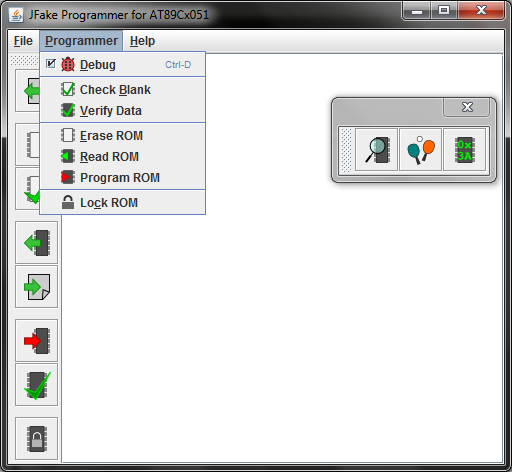 JFake Programmer for AT89Cx051
File Programmer Help
Debug Ctrl-D
Check Blank
Verify Data
Erase ROM
Read ROM
Program ROM
Lock ROM
0x
3A